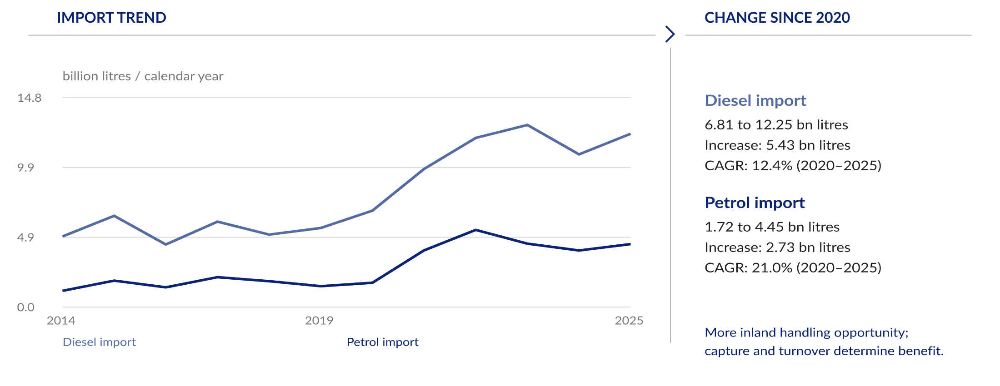 IMPORT TREND
billion litres / calendar year
14.8
9.9
4.9
0.0
2014 2019 2025
Diesel import Petrol import
CHANGE SINCE 2020
Diesel import
6.81 to 12.25 bn litres
Increase: 5.43 bn litres
CAGR: 12.4% (2020–2025)
Petrol import
1.72 to 4.45 bn litres
Increase: 2.73 bn litres
CAGR: 21.0% (2020–2025)
More inland handling opportunity;
capture and turnover determine benefit.